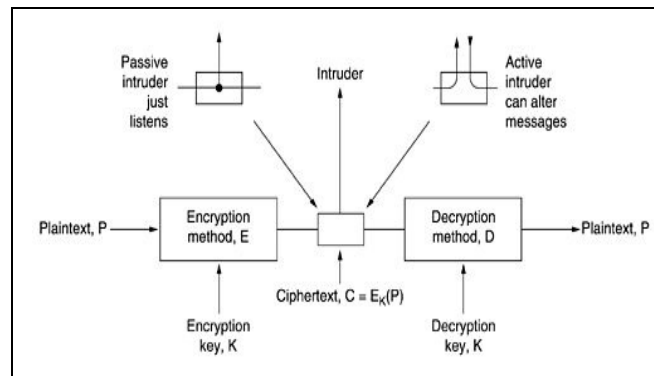 Passive
intruder
just
listens
Intruder
Active
intruder
can alter
messages
Plaintext, P
Encryption
method, E
Decryption
method, D
Plaintext, P
Ciphertext, C = E_K(P)
Encryption
key, K
Decryption
key, K